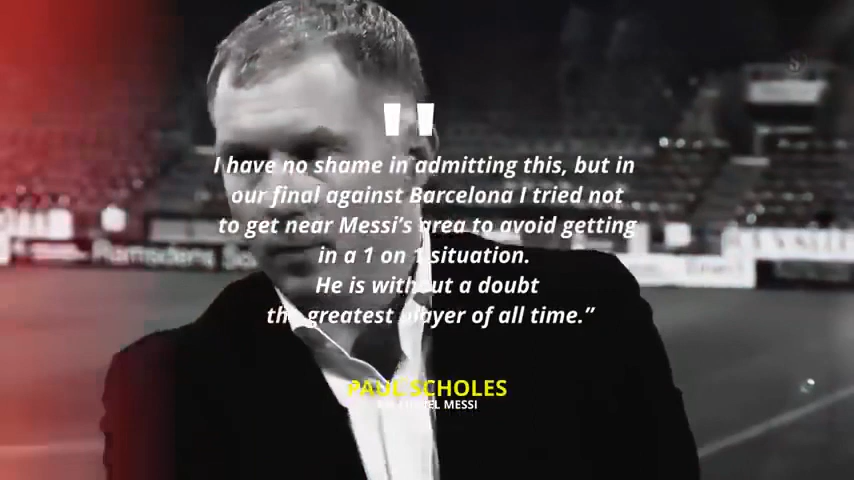 "
I have no shame in admitting this, but in
our final against Barcelona I tried not
to get near Messi’s area to avoid getting
in a 1 on 1 situation.
He is without a doubt
the greatest player of all time.”
PAUL SCHOLES
MESSI